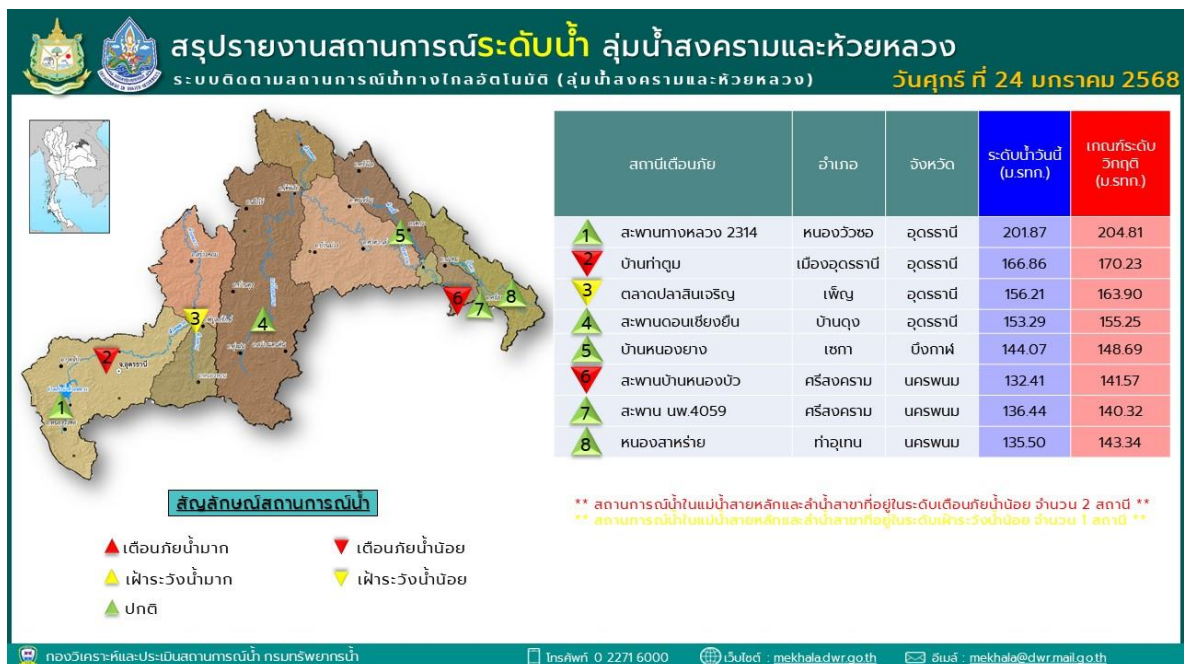 สรุปรายงานสถานการณ์ระดับน้ำ ลุ่มน้ำสงครามและห้วยหลวง
ระบบติดตามสถานการณ์น้ำทางไกลอัตโนมัติ (ลุ่มน้ำสงครามและห้วยหลวง)
วันศุกร์ ที่ 24 มกราคม 2568
สถานีเตือนภัย อำเภอ จังหวัด ระดับน้ำวันนี้ (ม.รทก.) เกณฑ์ระดับวิกฤติ (ม.รทก.)
1 สะพานทางหลวง 2314 หนองวัวซอ อุดรธานี 201.87 204.81
2 บ้านท่าตูม เมืองอุดรธานี อุดรธานี 166.86 170.23
3 ตลาดปลาสินเจริญ เพ็ญ อุดรธานี 156.21 163.90
4 สะพานดอนเชียงยืน บ้านดุง อุดรธานี 153.29 155.25
5 บ้านหนองยาง เซกา บึงกาฬ 144.07 148.69
6 สะพานบ้านหนองบัว ศรีสงคราม นครพนม 132.41 141.57
7 สะพาน นพ.4059 ศรีสงคราม นครพนม 136.44 140.32
8 หนองสาหร่าย ท่าอุเทน นครพนม 135.50 143.34
5
6
7
8
3
4
2
จ.อุดรธานี
1
สัญลักษณ์สถานการณ์น้ำ
เตือนภัยน้ำมาก เตือนภัยน้ำน้อย
เฝ้าระวังน้ำมาก เฝ้าระวังน้ำน้อย
ปกติ
** สถานการณ์น้ำในแม่น้ำสายหลักและลำน้ำสาขาที่อยู่ในระดับเตือนภัยน้ำน้อย จำนวน 2 สถานี **
** สถานการณ์น้ำในแม่น้ำสายหลักและลำน้ำสาขาที่อยู่ในระดับเฝ้าระวังน้ำน้อย จำนวน 1 สถานี **
กองวิเคราะห์และประเมินสถานการณ์น้ำ กรมทรัพยากรน้ำ โทรศัพท์ 0 2271 6000 เว็บไซต์ : mekhala.dwr.go.th อีเมล์ : mekhala@dwr.mail.go.th